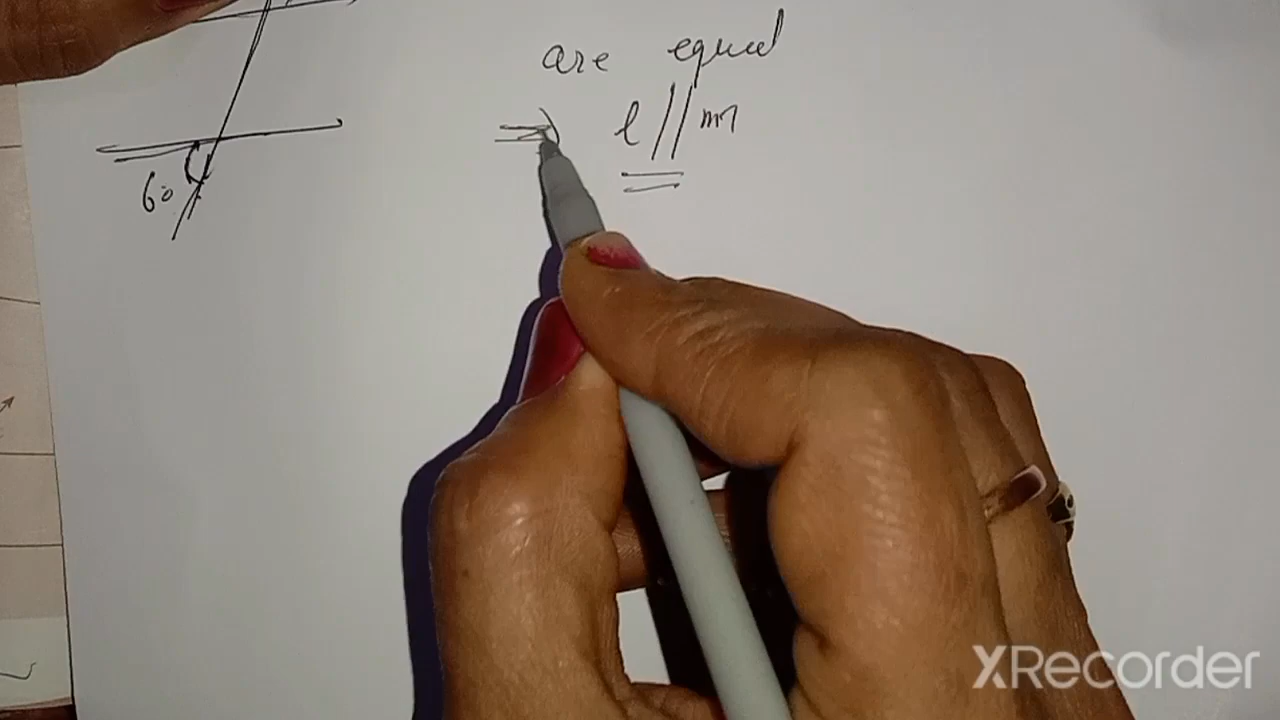 are equal
⇒ l || m
60
XRecorder